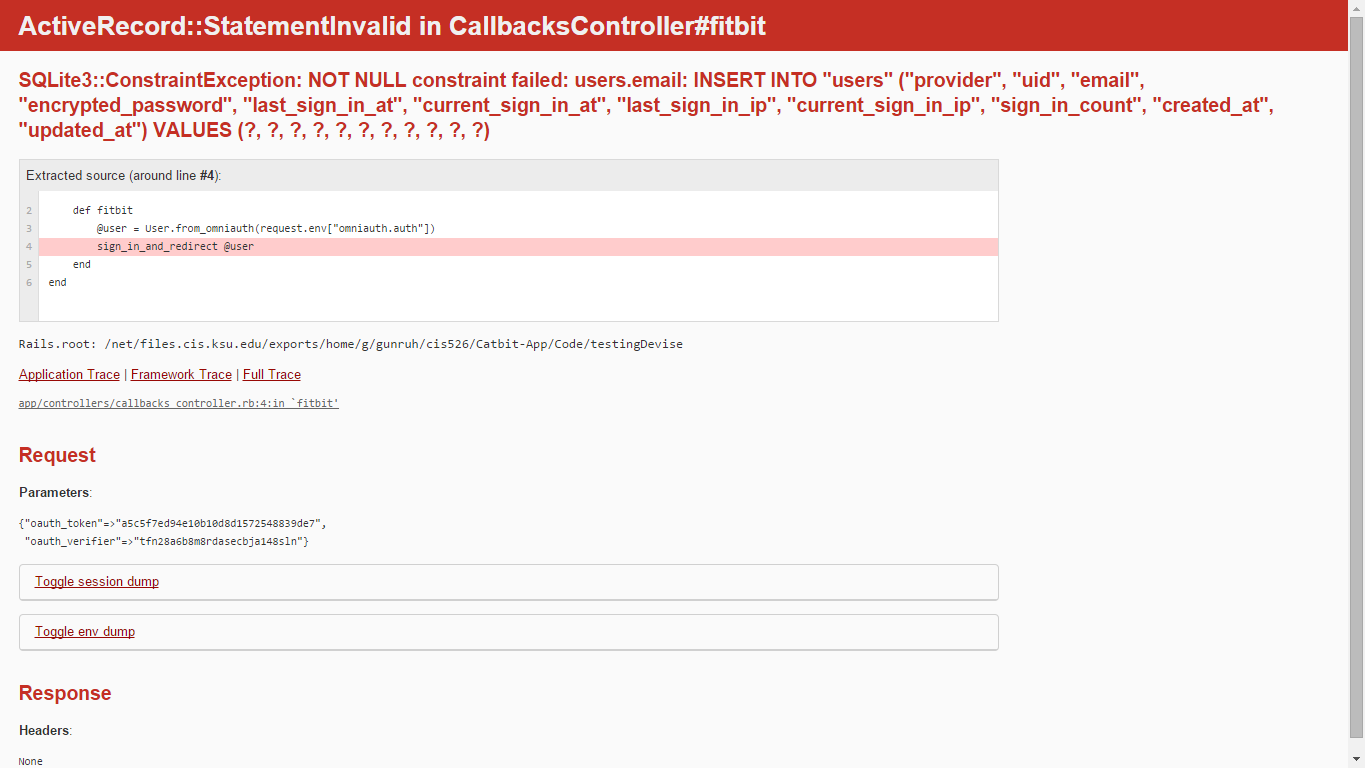 ActiveRecord::StatementInvalid in CallbacksController#fitbit
SQLite3::ConstraintException: NOT NULL constraint failed: users.email: INSERT INTO "users" ("provider", "uid", "email",
"encrypted_password", "last_sign_in_at", "current_sign_in_at", "last_sign_in_ip", "current_sign_in_ip", "sign_in_count", "created_at",
"updated_at") VALUES (?, ?, ?, ?, ?, ?, ?, ?, ?, ?, ?)
Extracted source (around line #4):
2 def fitbit
3 @user = User.from_omniauth(request.env["omniauth.auth"])
4 sign_in_and_redirect @user
5 end
6 end
Rails.root: /net/files.cis.ksu.edu/exports/home/g/gunruh/cis526/Catbit-App/Code/testingDevise
Application Trace | Framework Trace | Full Trace
app/controllers/callbacks_controller.rb:4:in `fitbit'
Request
Parameters:
{"oauth_token"=>"a5c5f7ed94e10b10d8d1572548839de7",
"oauth_verifier"=>"tfn28a6b8m8rdasecbja148sln"}
Toggle session dump
Toggle env dump
Response
Headers:
None